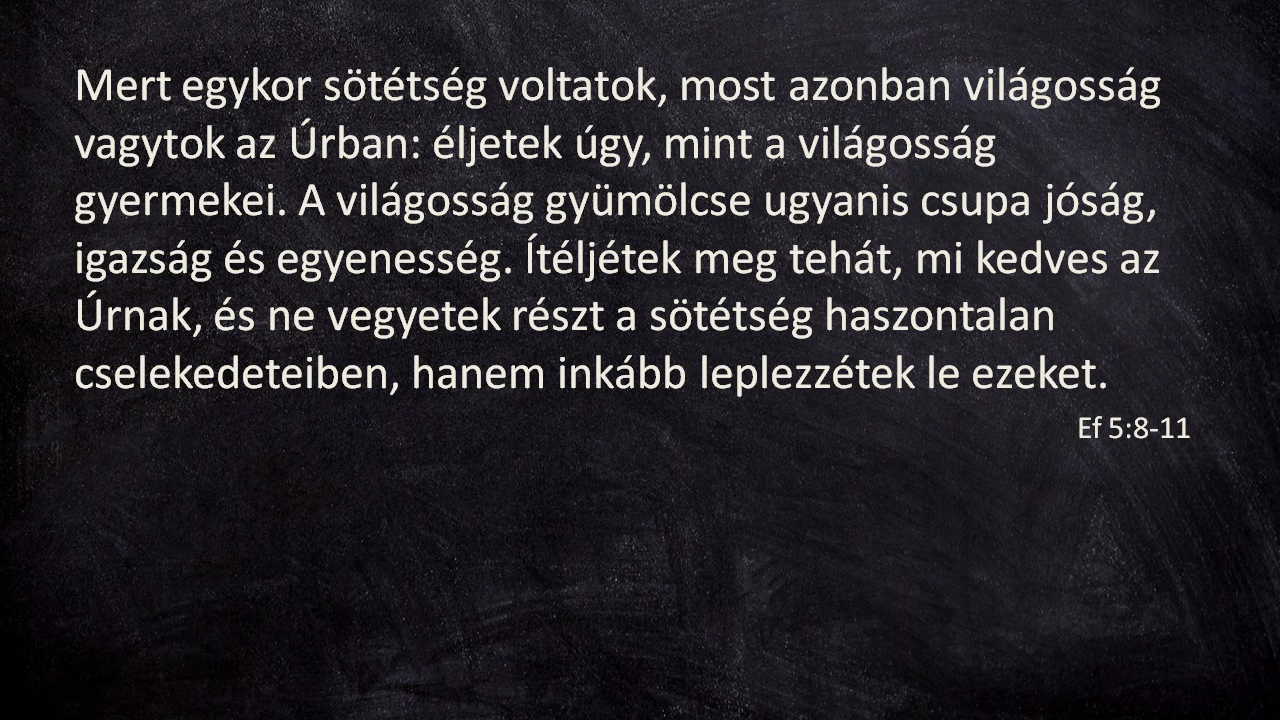 Mert egykor sötétség voltatok, most azonban világosság
vagytok az Úrban: éljetek úgy, mint a világosság
gyermekei. A világosság gyümölcse ugyanis csupa jóság,
igazság és egyenesség. Ítéljétek meg tehát, mi kedves az
Úrnak, és ne vegyetek részt a sötétség haszontalan
cselekedeteiben, hanem inkább leplezzétek le ezeket.
Ef 5:8-11